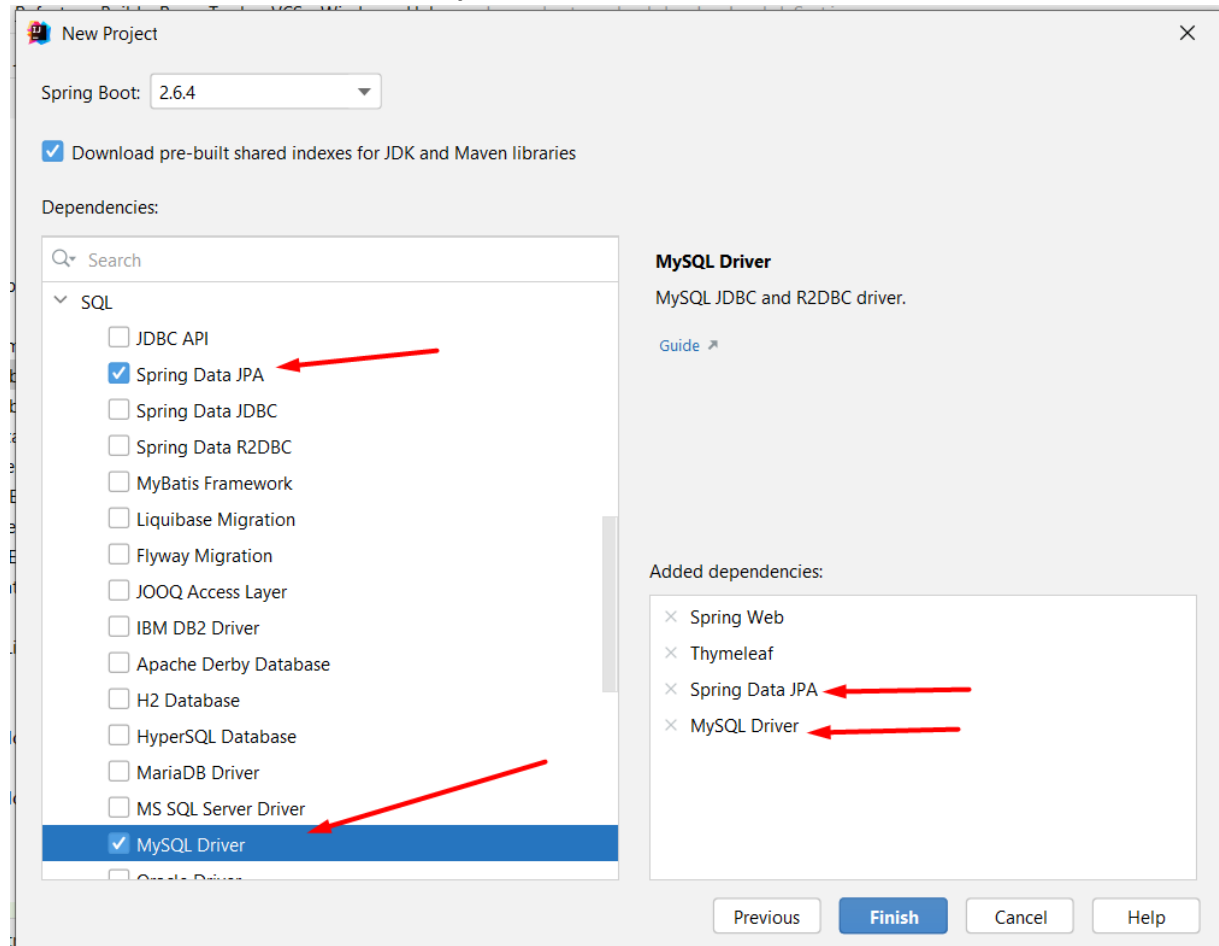 New Project
Spring Boot: 2.6.4
Download pre-built shared indexes for JDK and Maven libraries
Dependencies:
Search
SQL
JDBC API
Spring Data JPA
Spring Data JDBC
Spring Data R2DBC
MyBatis Framework
Liquibase Migration
Flyway Migration
JOOQ Access Layer
IBM DB2 Driver
Apache Derby Database
H2 Database
HyperSQL Database
MariaDB Driver
MS SQL Server Driver
MySQL Driver
MySQL Driver
MySQL JDBC and R2DBC driver.
Guide
Added dependencies:
Spring Web
Thymeleaf
Spring Data JPA
MySQL Driver
Previous
Finish
Cancel
Help